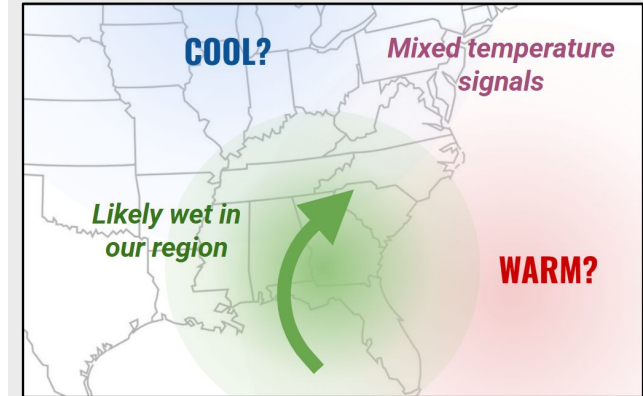 COOL?
Mixed temperature
signals
Likely wet in
our region
WARM?